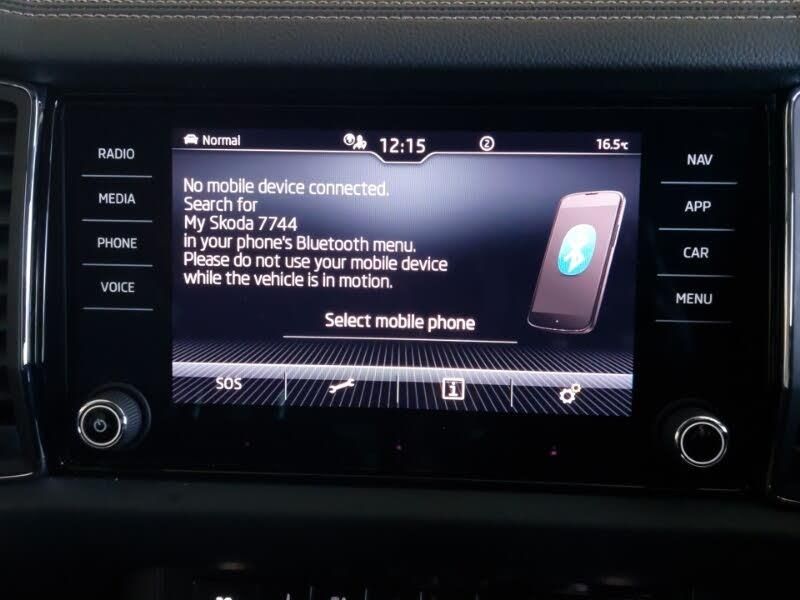 RADIO
MEDIA
PHONE
VOICE
Normal
12:15
2
16.5°C
No mobile device connected.
Search for
My Skoda 7744
in your phone's Bluetooth menu.
Please do not use your mobile device
while the vehicle is in motion.
Select mobile phone
SOS
i
NAV
APP
CAR
MENU